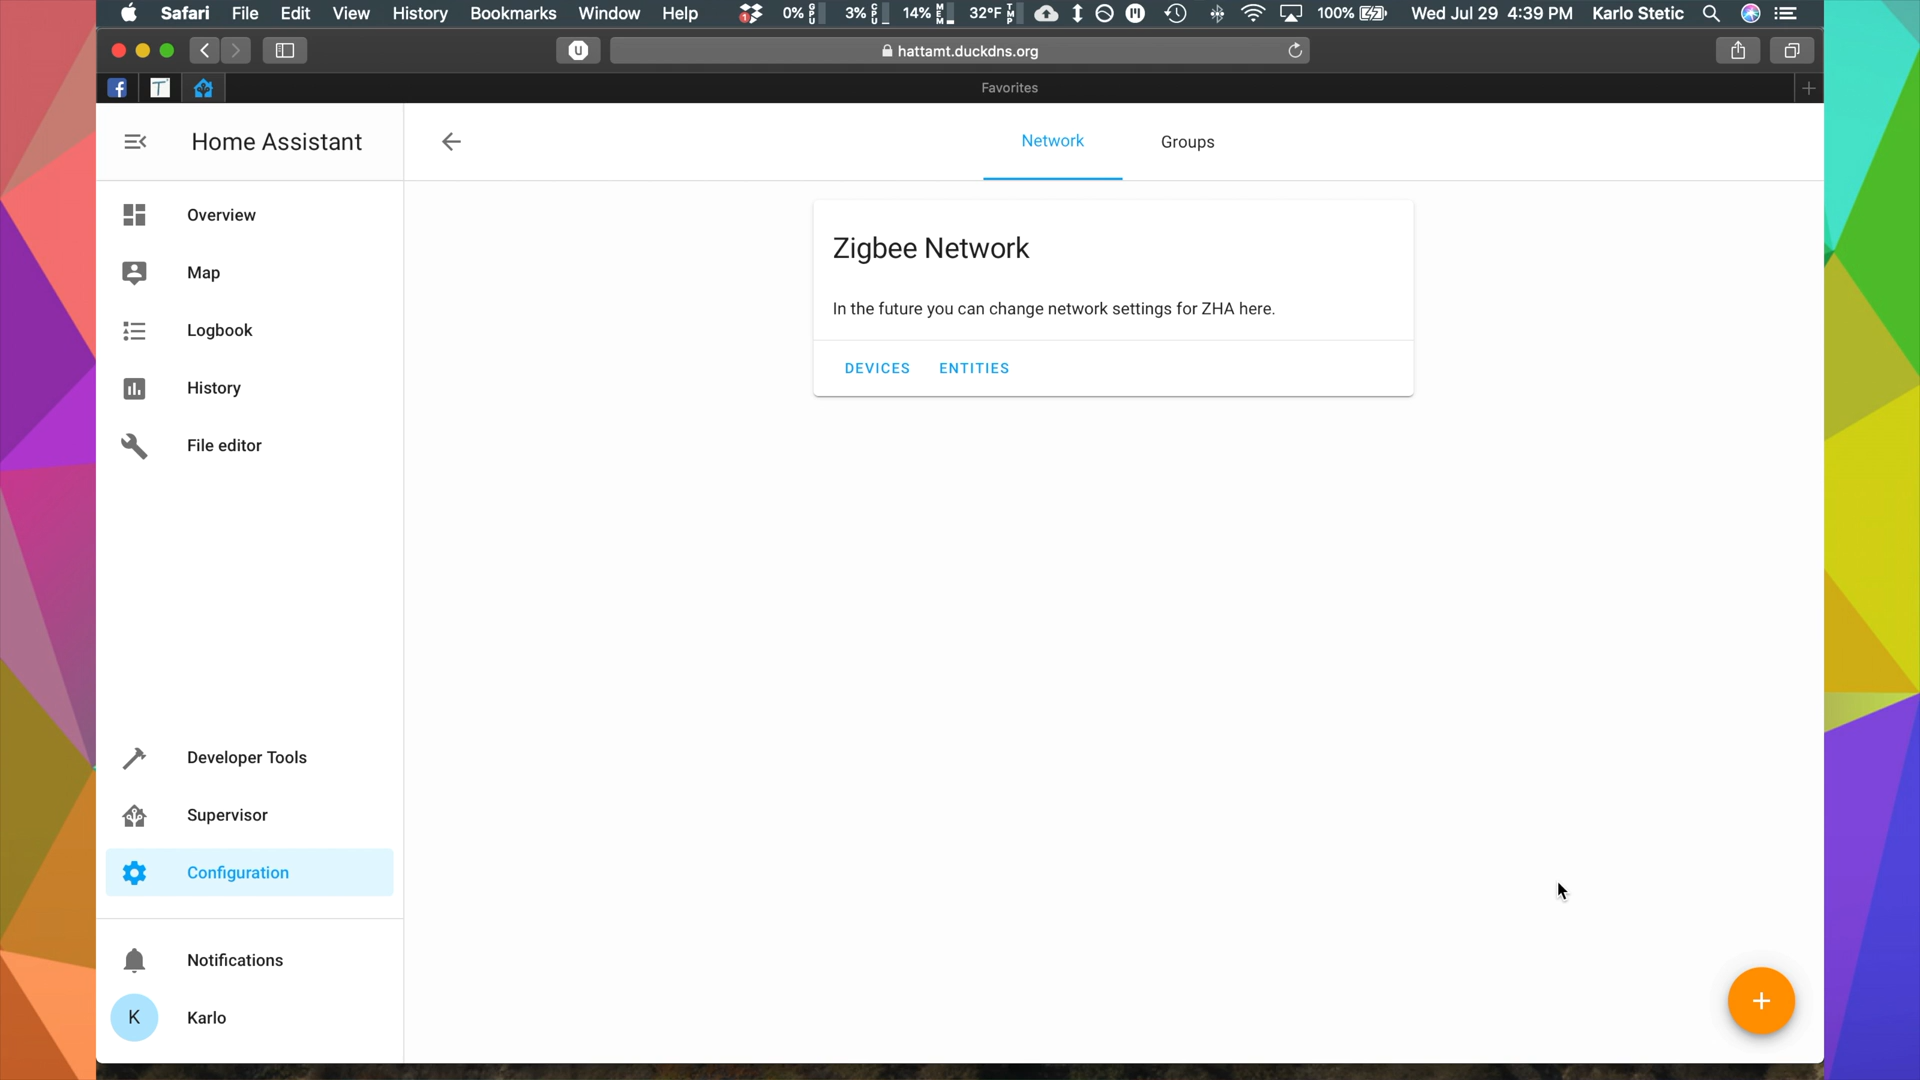 Safari File Edit View History Bookmarks Window Help 0% 3% 14% 32°F 100% Wed Jul 29 4:39 PM Karlo Stetic
hattamt.duckdns.org
Favorites
Home Assistant
Network Groups
Overview
Map
Logbook
History
File editor
Zigbee Network
In the future you can change network settings for ZHA here.
DEVICES ENTITIES
Developer Tools
Supervisor
Configuration
Notifications
K Karlo